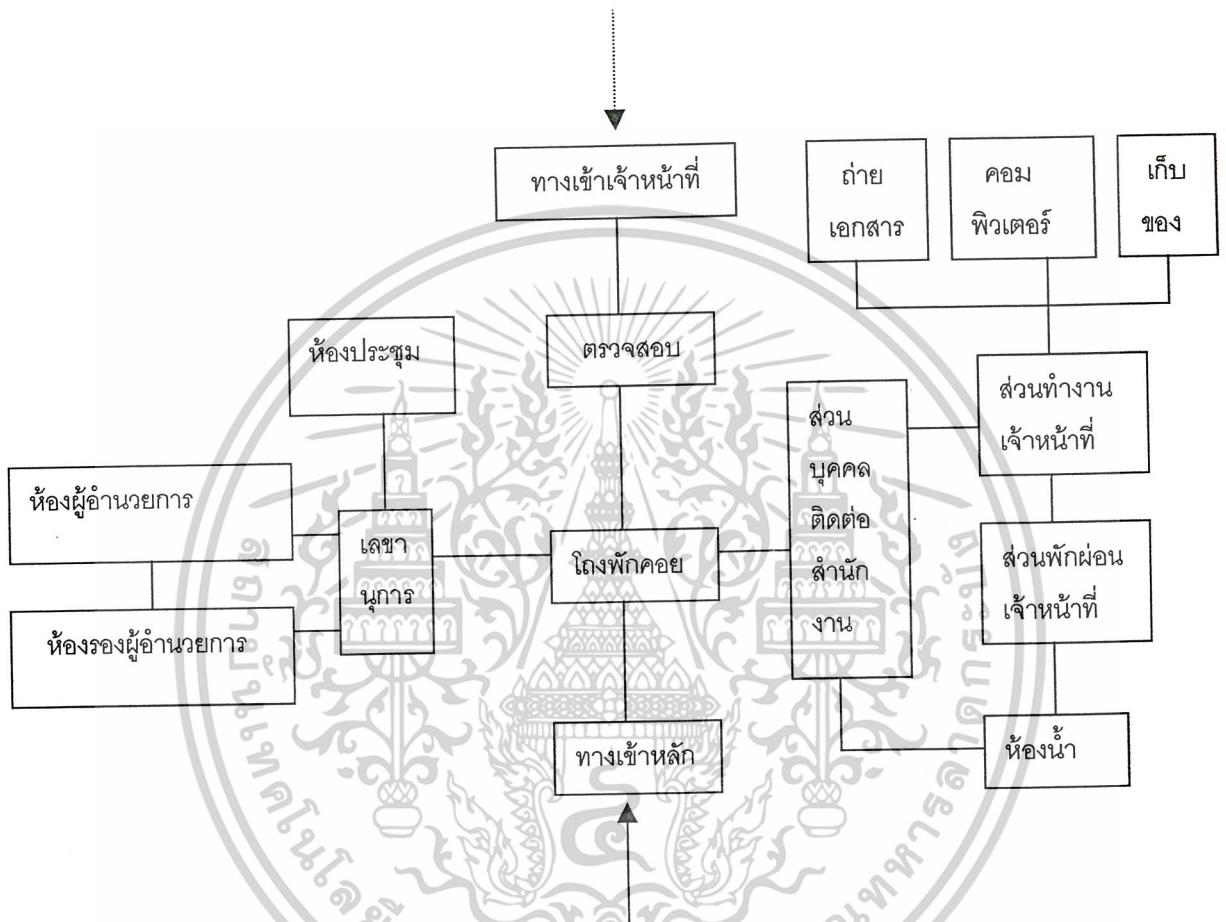 ทางเข้าเจ้าหน้าที่
ถ่าย
เอกสาร
คอม
พิวเตอร์
เก็บ
ของ
ห้องประชุม
ตรวจสอบ
ส่วนทำงาน
เจ้าหน้าที่
ส่วน
บุคคล
ติดต่อ
สำนัก
งาน
ห้องผู้อำนวยการ
เลขา
นุการ
โถงพักคอย
ส่วนพักผ่อน
เจ้าหน้าที่
ห้องรองผู้อำนวยการ
ทางเข้าหลัก
ห้องน้ำ